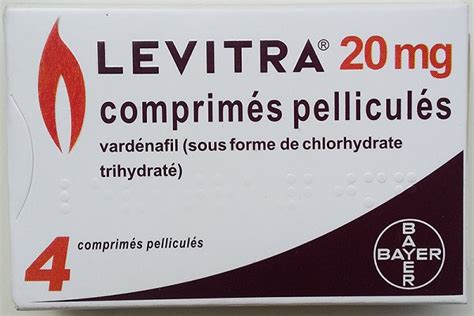 LEVITRA® 20 mg
comprimés pelliculés
vardénafil (sous forme de chlorhydrate
trihydraté)
4 comprimés pelliculés
BAYER
BAYER